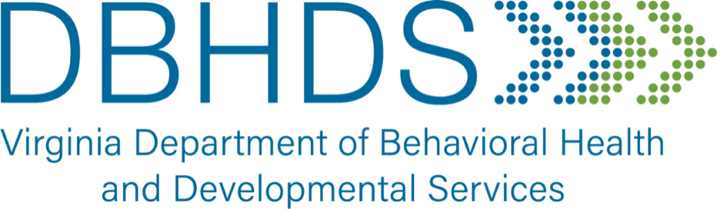 DBHDS
Virginia Department of Behavioral Health
and Developmental Services